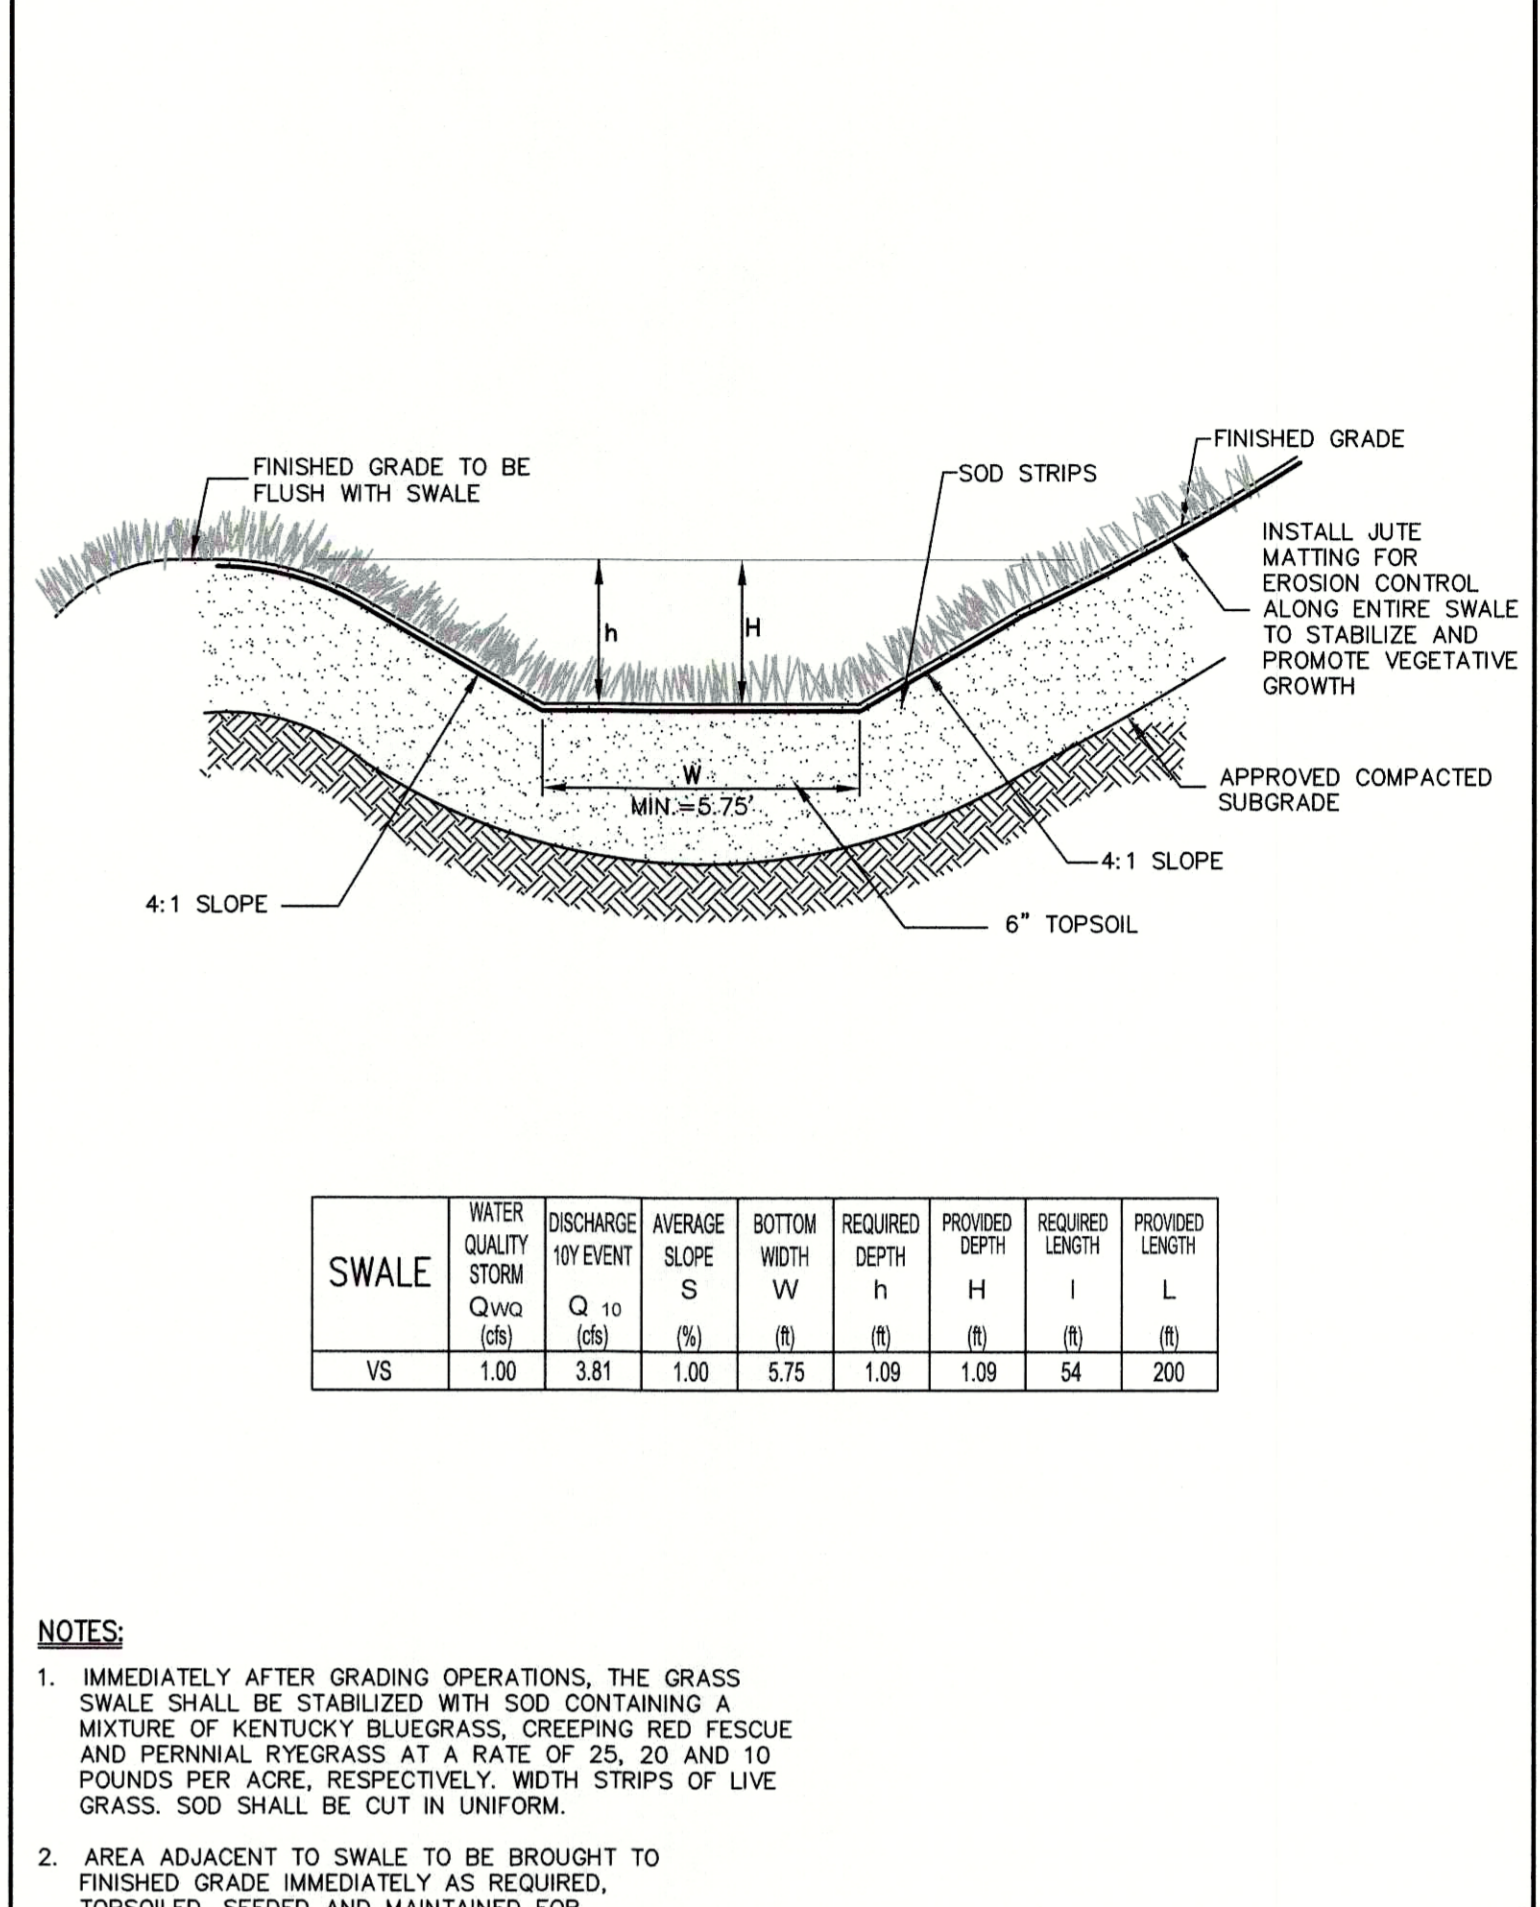 FINISHED GRADE TO BE
FLUSH WITH SWALE
SOD STRIPS
FINISHED GRADE
INSTALL JUTE
MATTING FOR
EROSION CONTROL
ALONG ENTIRE SWALE
TO STABILIZE AND
PROMOTE VEGETATIVE
GROWTH
h
H
W
MIN.=5.75'
APPROVED COMPACTED
SUBGRADE
4:1 SLOPE
4:1 SLOPE
6" TOPSOIL
SWALE
WATER
QUALITY
STORM
QWQ
(cfs)
DISCHARGE
10Y EVENT
Q 10
(cfs)
AVERAGE
SLOPE
S
(%)
BOTTOM
WIDTH
W
(ft)
REQUIRED
DEPTH
h
(ft)
PROVIDED
DEPTH
H
(ft)
REQUIRED
LENGTH
l
(ft)
PROVIDED
LENGTH
L
(ft)
VS 1.00 3.81 1.00 5.75 1.09 1.09 54 200
NOTES:
1. IMMEDIATELY AFTER GRADING OPERATIONS, THE GRASS
SWALE SHALL BE STABILIZED WITH SOD CONTAINING A
MIXTURE OF KENTUCKY BLUEGRASS, CREEPING RED FESCUE
AND PERNNIAL RYEGRASS AT A RATE OF 25, 20 AND 10
POUNDS PER ACRE, RESPECTIVELY. WIDTH STRIPS OF LIVE
GRASS. SOD SHALL BE CUT IN UNIFORM.
2. AREA ADJACENT TO SWALE TO BE BROUGHT TO
FINISHED GRADE IMMEDIATELY AS REQUIRED,
TOPSOILED, SEEDED AND MAINTAINED FOR